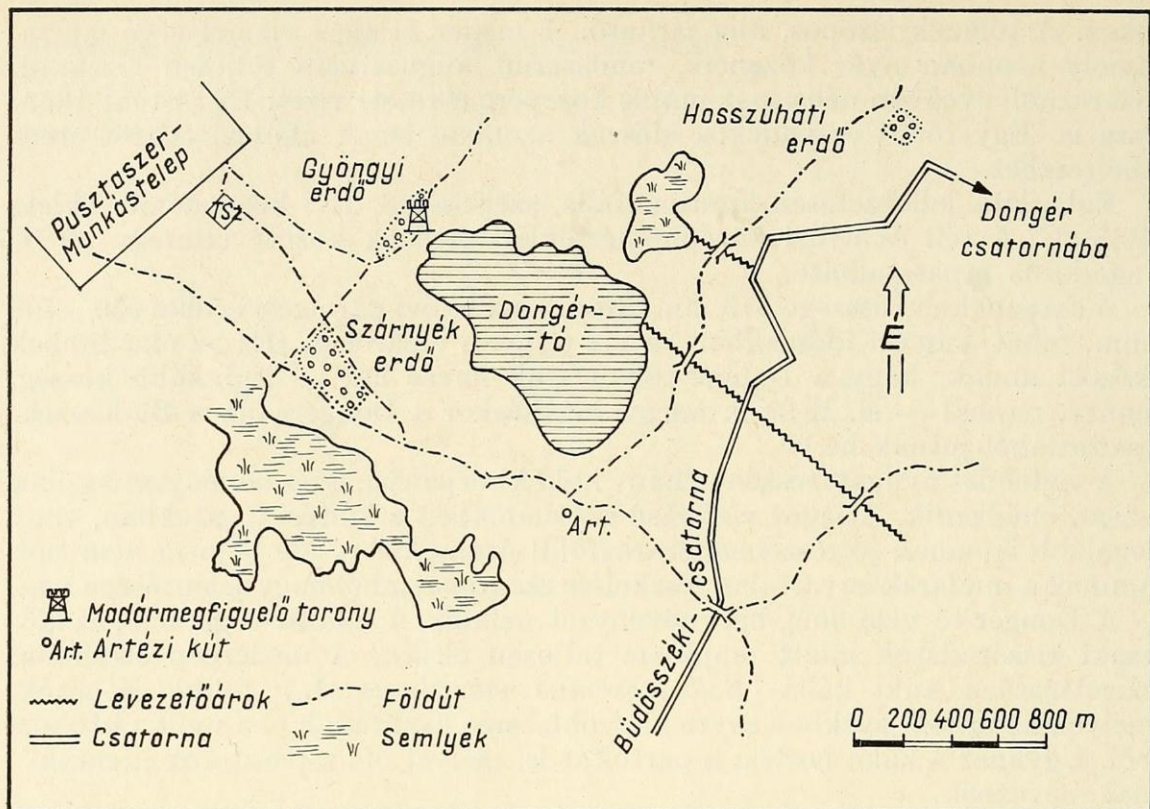 Pusztaszer
Munkástelep
TSz
Gyöngyi
erdő
Hosszúháti
erdő
Dongér
csatornába
É
Dongér-
tó
Szárnyék
erdő
Art.
Büdösszéki csatorna
Madármegfigyelő torony
Art. Ártézi kút
Levezetőárok
Földút
Csatorna
Semlyék
0 200 400 600 800 m